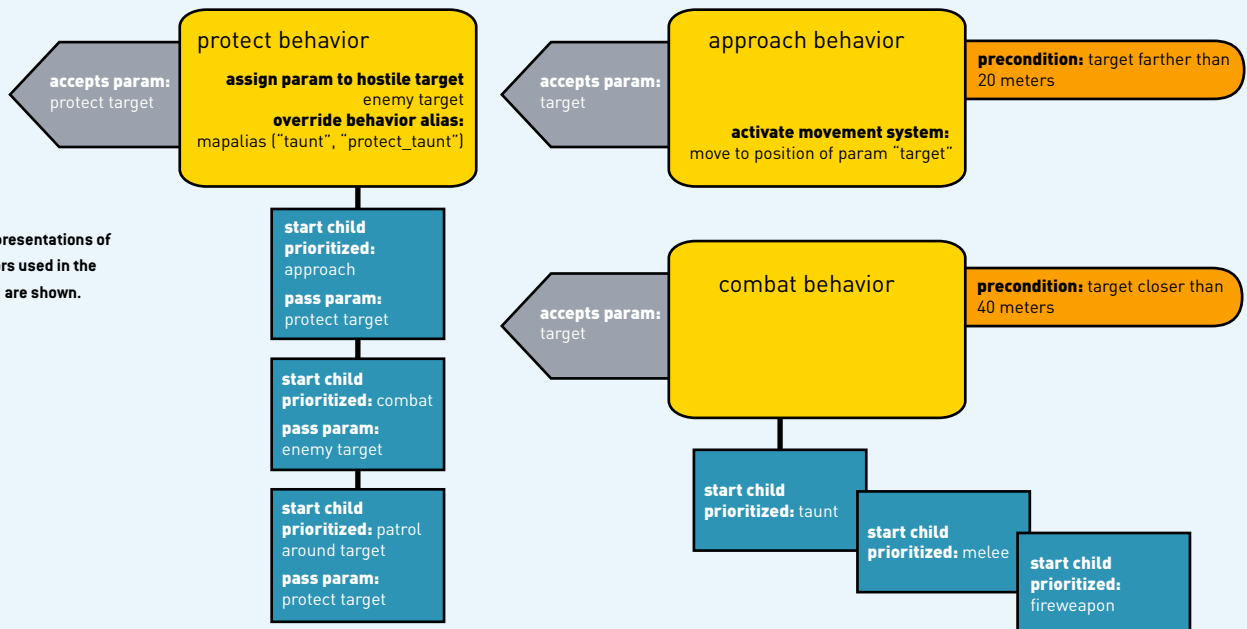 protect behavior
accepts param:
protect target
assign param to hostile target
enemy target
override behavior alias:
mapalias (“taunt”, “protect_taunt”)
start child
prioritized:
approach
pass param:
protect target
start child
prioritized: combat
pass param:
enemy target
start child
prioritized: patrol
around target
pass param:
protect target
presentations of
ors used in the
are shown.
approach behavior
accepts param:
target
precondition: target farther than
20 meters
activate movement system:
move to position of param “target”
combat behavior
accepts param:
target
precondition: target closer than
40 meters
start child
prioritized: taunt
start child
prioritized: melee
start child
prioritized:
fireweapon